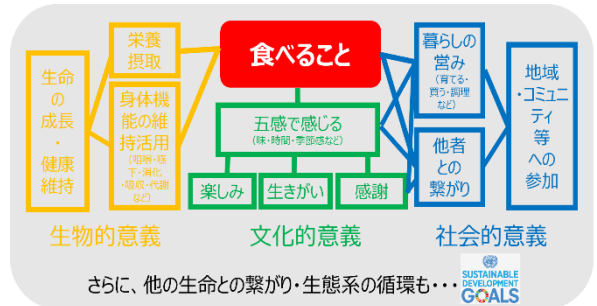 食べること
生命
の
成長
・
健康
維持
栄養
摂取
身体機
能の維
持活用
(咀嚼・嚥
下・消化
・吸収・代謝
など)
生物的意義
五感で感じる
(味・時間・季節感など)
楽しみ
生きがい
感謝
文化的意義
暮らしの
営み
(育てる・
買う・調理
など)
他者
との
繋がり
地域
・コミュニ
ティ
等
への
参加
社会的意義
さらに、他の生命との繋がり・生態系の循環も・・・
SUSTAINABLE
DEVELOPMENT
GOALS